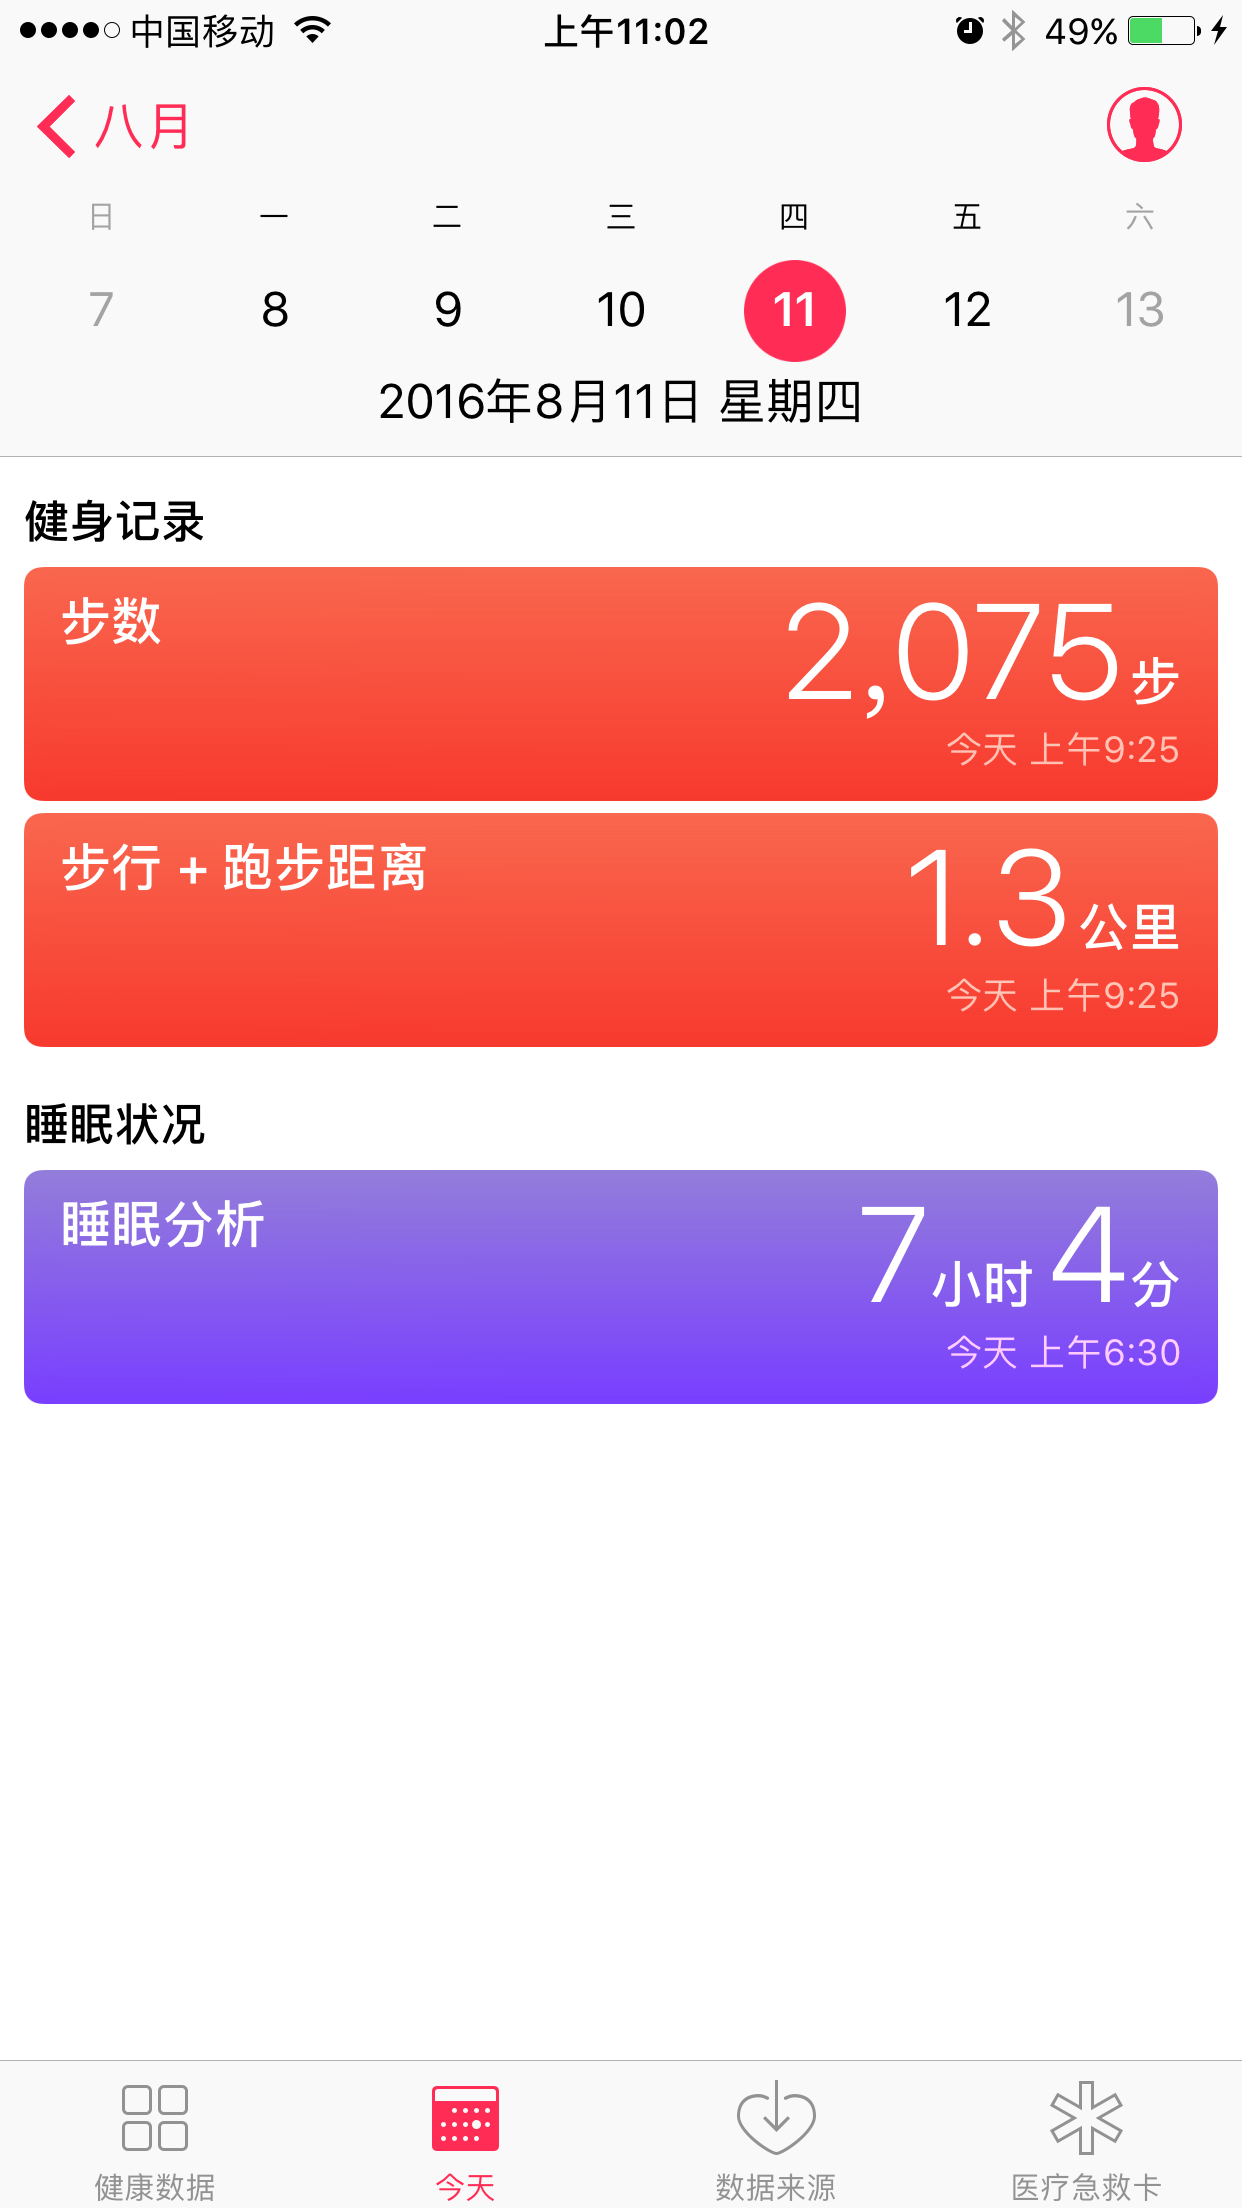 中国移动 上午11:02 49%
八月
日 一 二 三 四 五 六
7 8 9 10 11 12 13
2016年8月11日 星期四
健身记录
步数 2,075 步
今天 上午9:25
步行 + 跑步距离 1.3 公里
今天 上午9:25
睡眠状况
睡眠分析 7 小时 4 分
今天 上午6:30
健康数据 今天 数据来源 医疗急救卡